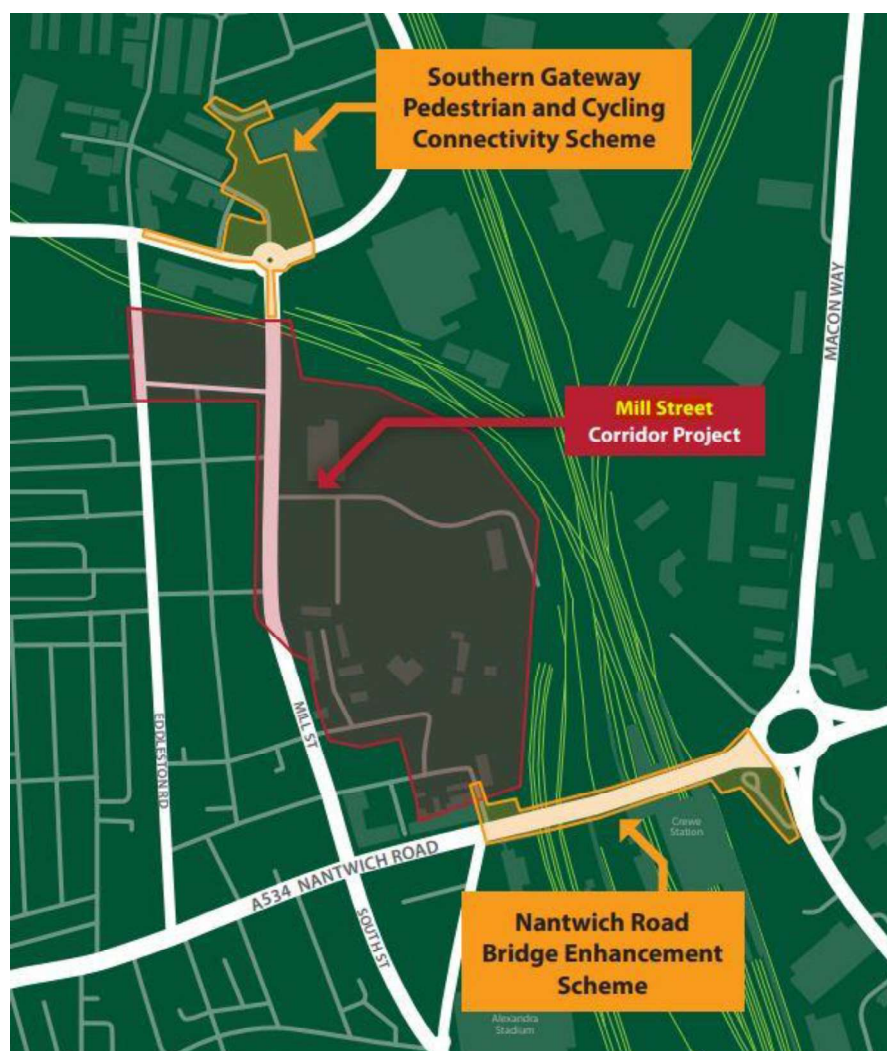 Southern Gateway
Pedestrian and Cycling
Connectivity Scheme
MACON WAY
Mill Street
Corridor Project
EDDLESTON RD
MILL ST
Crewe
Station
A534 NANTWICH ROAD
SOUTH ST
Nantwich Road
Bridge Enhancement
Scheme
Alexandra
Stadium